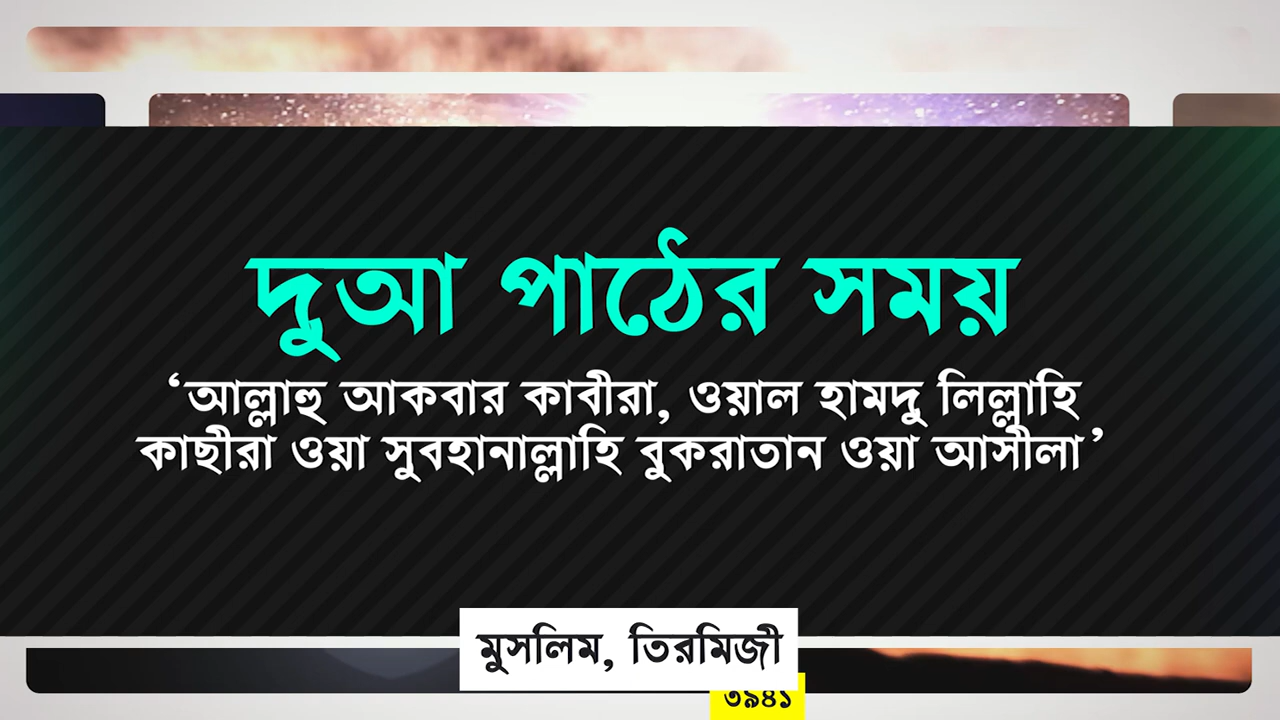 দুআ পাঠের সময়
‘আল্লাহু আকবার কাবীরা, ওয়াল হামদু লিল্লাহি
কাছীরা ওয়া সুবহানাল্লাহি বুকরাতান ওয়া আসীলা’
মুসলিম, তিরমিজী
৩৯৪১